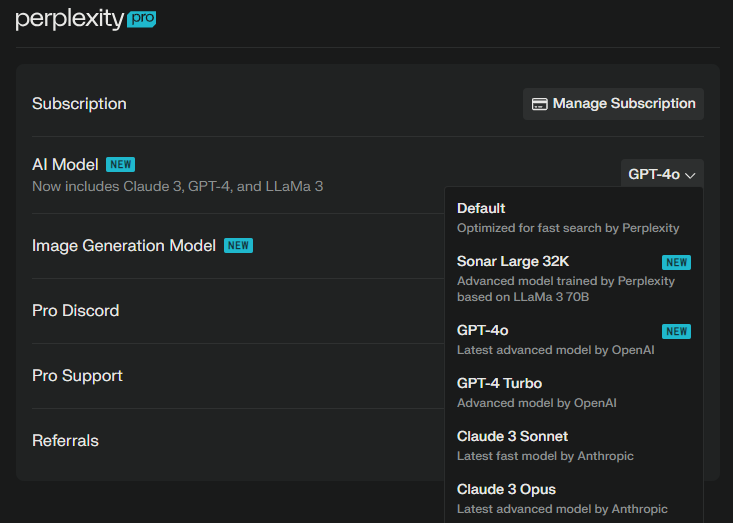 perplexity pro
Subscription
Manage Subscription
AI Model NEW
Now includes Claude 3, GPT-4, and LLaMa 3
GPT-4o
Image Generation Model NEW
Pro Discord
Pro Support
Referrals
Default
Optimized for fast search by Perplexity
Sonar Large 32K NEW
Advanced model trained by Perplexity
based on LLaMa 3 70B
GPT-4o NEW
Latest advanced model by OpenAI
GPT-4 Turbo
Advanced model by OpenAI
Claude 3 Sonnet
Latest fast model by Anthropic
Claude 3 Opus
Latest advanced model by Anthropic